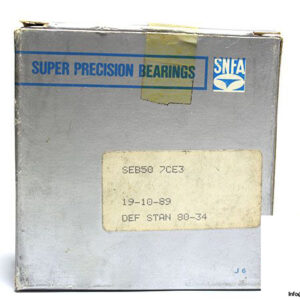 SUPER PRECISION BEARINGS
SNFA
SEB50 7CE3
19-10-89
DEF STAN 80-34
J6